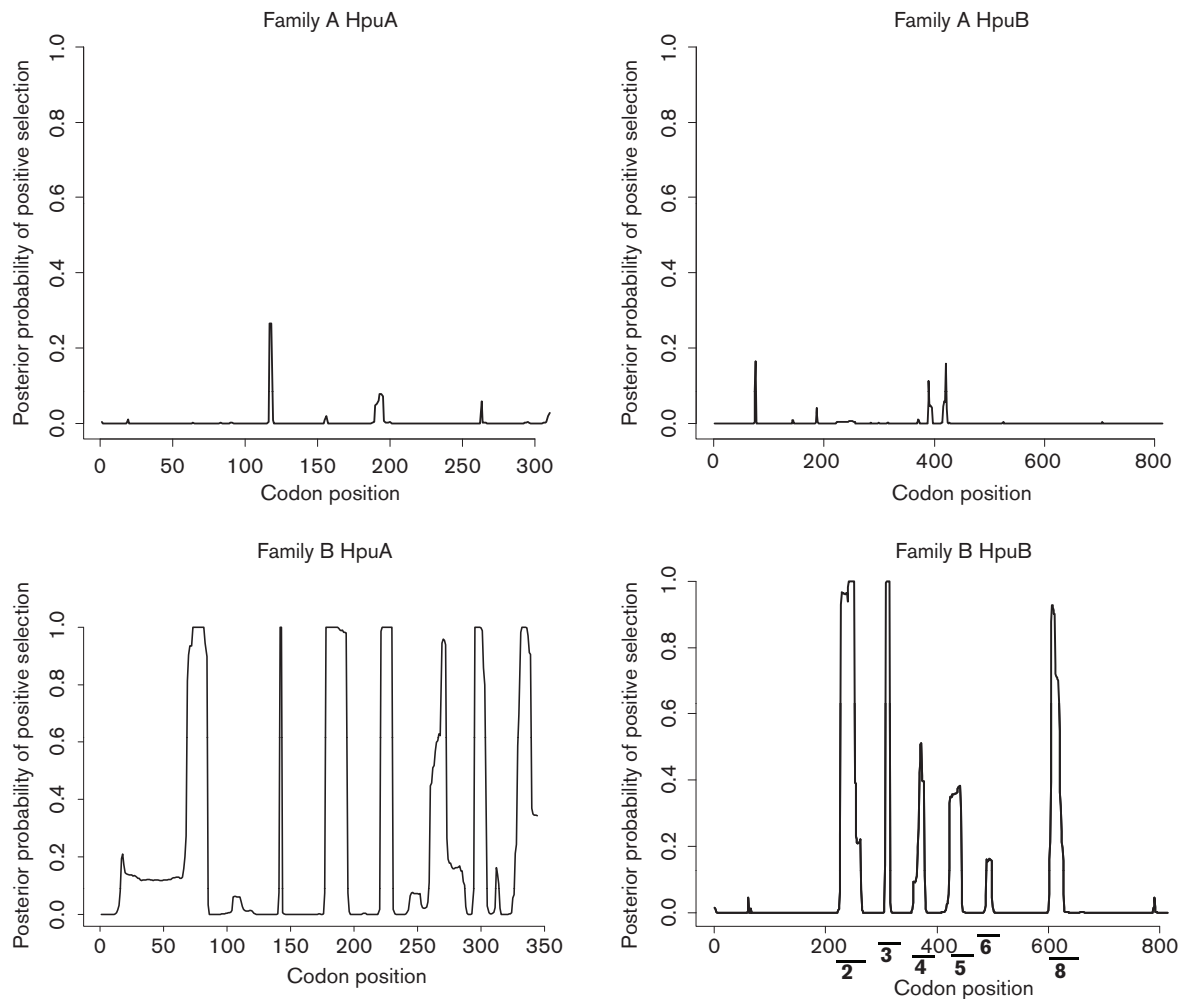 Family A HpuA
Posterior probability of positive selection
1.0
0.8
0.6
0.4
0.2
0.0
0 50 100 150 200 250 300
Codon position
Family A HpuB
Posterior probability of positive selection
1.0
0.8
0.6
0.4
0.2
0.0
0 200 400 600 800
Codon position
Family B HpuA
Posterior probability of positive selection
1.0
0.8
0.6
0.4
0.2
0.0
0 50 100 150 200 250 300 350
Codon position
Family B HpuB
Posterior probability of positive selection
1.0
0.8
0.6
0.4
0.2
0.0
0 200 400 600 800
2 3 4 5 6 8
Codon position